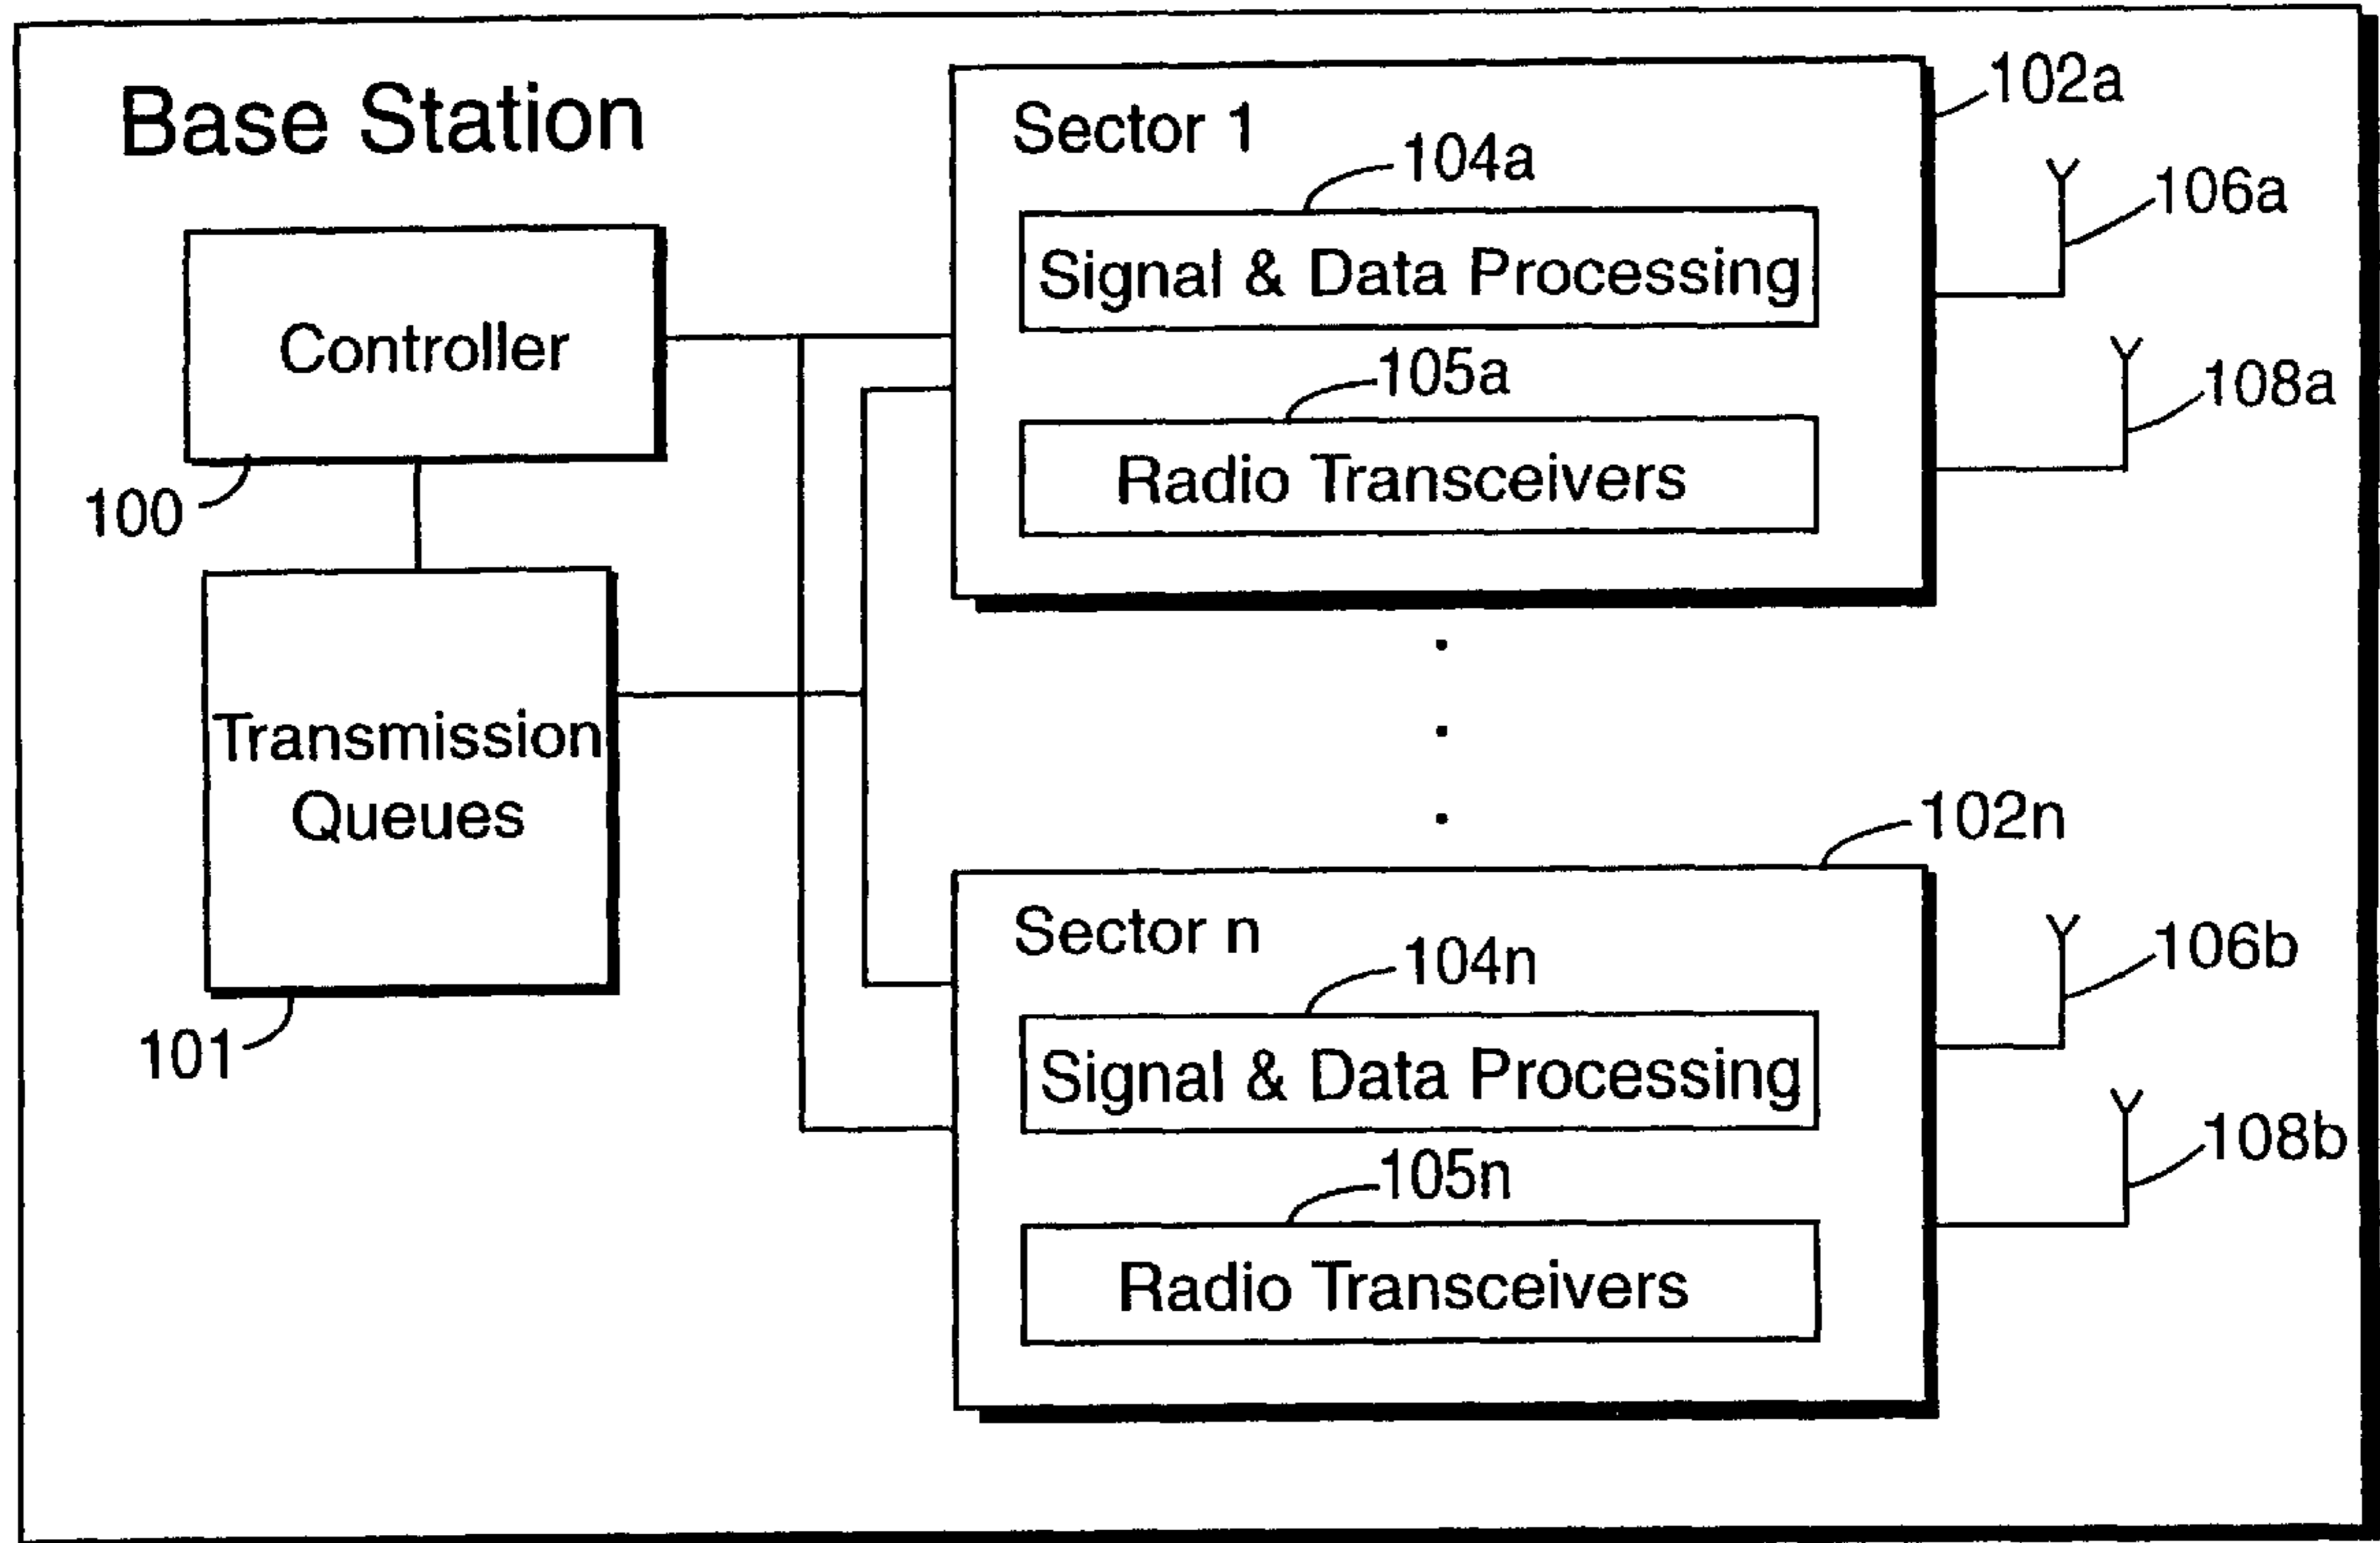 Base Station
Controller
100
Transmission
Queues
101
Sector 1
102a
104a
Signal & Data Processing
105a
Radio Transceivers
106a
108a
102n
Sector n
104n
Signal & Data Processing
105n
Radio Transceivers
106b
108b